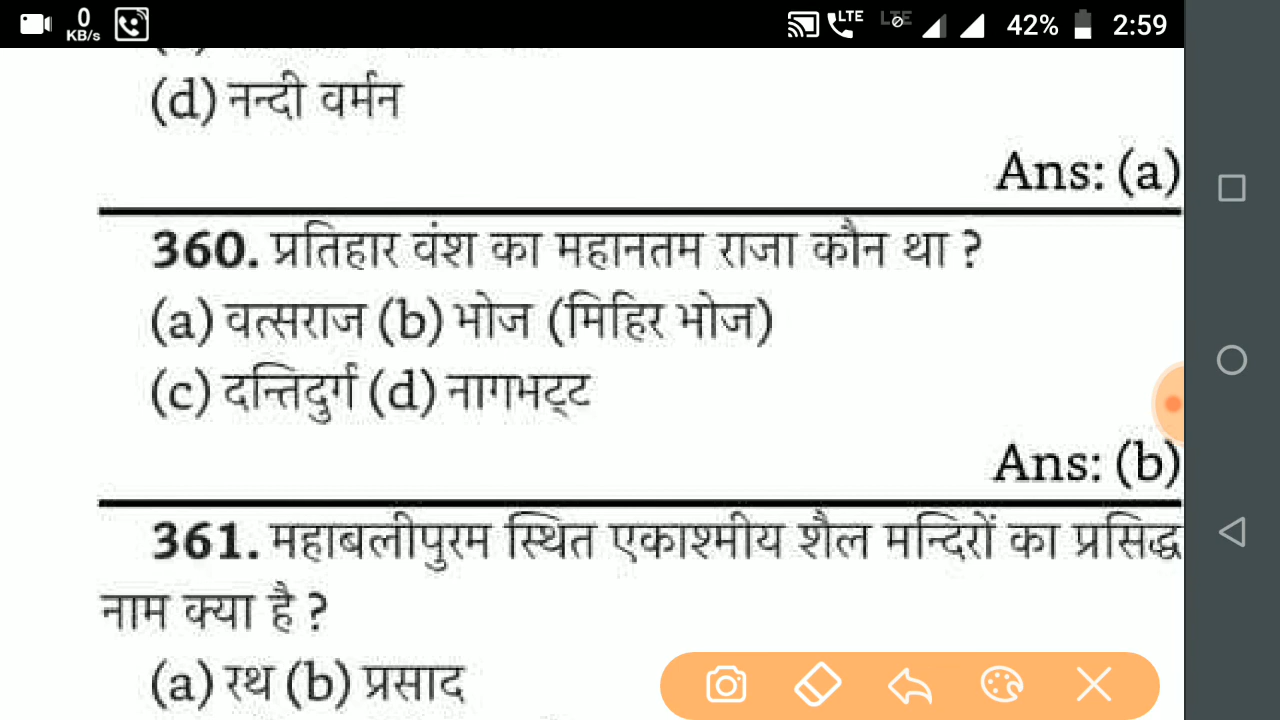 0
KB/s
LTE
LTE
42%
2:59
(d) नन्दी वर्मन
Ans: (a)
360. प्रतिहार वंश का महानतम राजा कौन था ?
(a) वत्सराज (b) भोज (मिहिर भोज)
(c) दन्तिदुर्ग (d) नागभट्ट
Ans: (b)
361. महाबलीपुरम स्थित एकाश्मीय शैल मन्दिरों का प्रसिद्ध
नाम क्या है ?
(a) रथ (b) प्रसाद